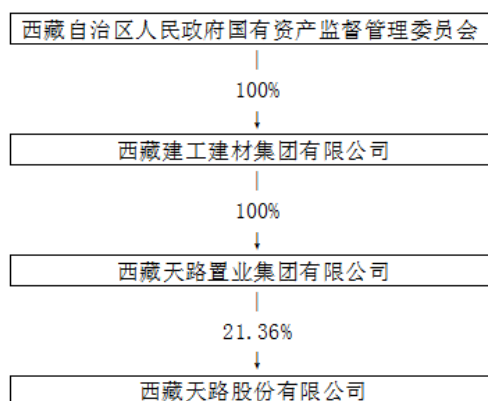 西藏自治区人民政府国有资产监督管理委员会
100%
西藏建工建材集团有限公司
100%
西藏天路置业集团有限公司
21.36%
西藏天路股份有限公司